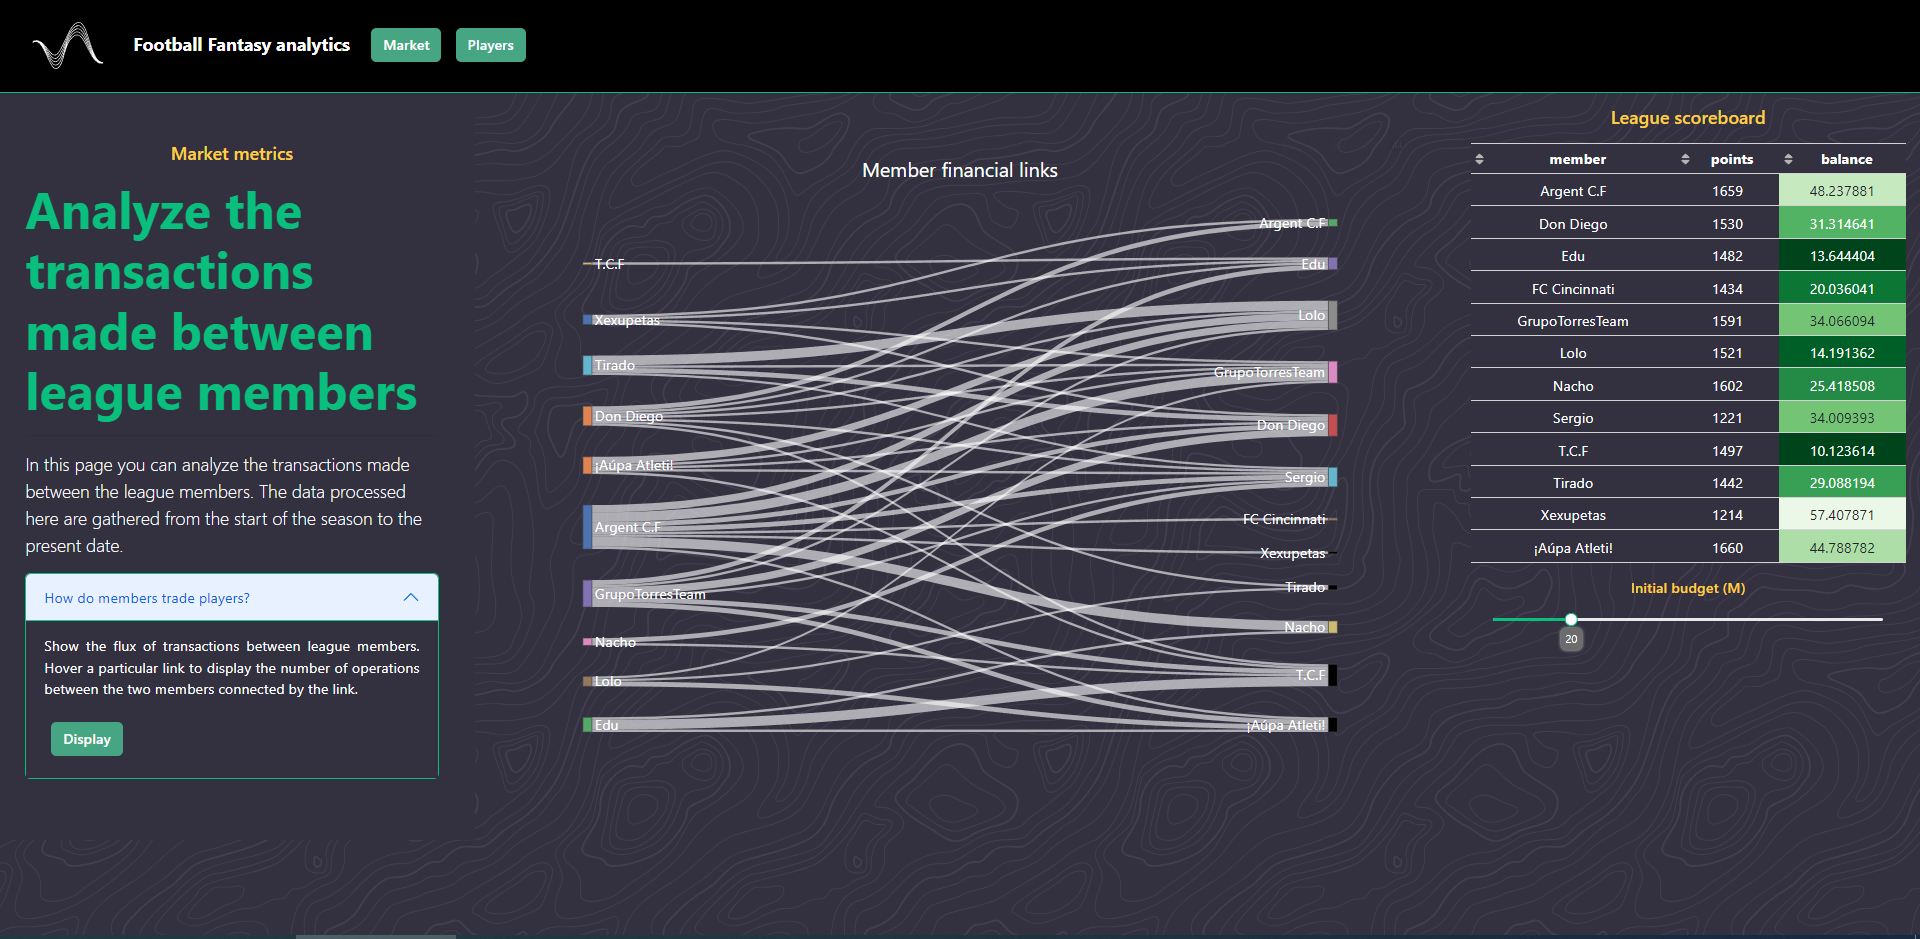 Football Fantasy analytics
Market
Players
Market metrics
Analyze the
transactions
made between
league members
In this page you can analyze the transactions made
between the league members. The data processed
here are gathered from the start of the season to the
present date.
How do members trade players?
Show the flux of transactions between league members.
Hover a particular link to display the number of operations
between the two members connected by the link.
Display
Member financial links
T.C.F
Xexupetas
Tirado
Don Diego
¡Aúpa Atleti!
Argent C.F
GrupoTorresTeam
Nacho
Lolo
Edu
Argent C.F
Edu
Lolo
GrupoTorresTeam
Don Diego
Sergio
FC Cincinnati
Xexupetas
Tirado
Nacho
T.C.F
¡Aúpa Atleti!
League scoreboard
member points balance
Argent C.F 1659 48.237881
Don Diego 1530 31.314641
Edu 1482 13.644404
FC Cincinnati 1434 20.036041
GrupoTorresTeam 1591 34.066094
Lolo 1521 14.191362
Nacho 1602 25.418508
Sergio 1221 34.009393
T.C.F 1497 10.123614
Tirado 1442 29.088194
Xexupetas 1214 57.407871
¡Aúpa Atleti! 1660 44.788782
Initial budget (M)
20